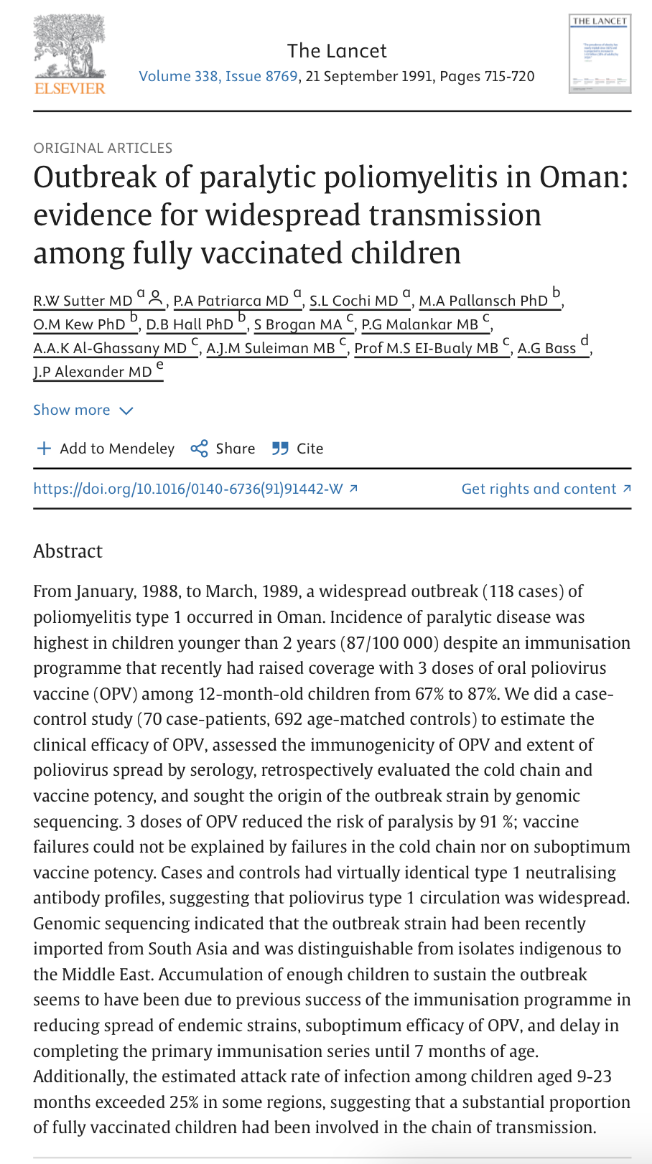 ELSEVIER
The Lancet
Volume 338, Issue 8769, 21 September 1991, Pages 715-720
THE LANCET
ORIGINAL ARTICLES
Outbreak of paralytic poliomyelitis in Oman:
evidence for widespread transmission
among fully vaccinated children
R.W Sutter MD a, P.A Patriarca MD a, S.L Cochi MD a, M.A Pallansch PhD b,
O.M Kew PhD b, D.B Hall PhD b, S Brogan MA c, P.G Malankar MB c,
A.A.K Al-Ghassany MD c, A.J.M Suleiman MB c, Prof M.S EI-Bualy MB c, A.G Bass d,
J.P Alexander MD e
Show more
+ Add to Mendeley Share Cite
https://doi.org/10.1016/0140-6736(91)91442-W ↗ Get rights and content ↗
Abstract
From January, 1988, to March, 1989, a widespread outbreak (118 cases) of
poliomyelitis type 1 occurred in Oman. Incidence of paralytic disease was
highest in children younger than 2 years (87/100 000) despite an immunisation
programme that recently had raised coverage with 3 doses of oral poliovirus
vaccine (OPV) among 12-month-old children from 67% to 87%. We did a case-
control study (70 case-patients, 692 age-matched controls) to estimate the
clinical efficacy of OPV, assessed the immunogenicity of OPV and extent of
poliovirus spread by serology, retrospectively evaluated the cold chain and
vaccine potency, and sought the origin of the outbreak strain by genomic
sequencing. 3 doses of OPV reduced the risk of paralysis by 91 %; vaccine
failures could not be explained by failures in the cold chain nor on suboptimum
vaccine potency. Cases and controls had virtually identical type 1 neutralising
antibody profiles, suggesting that poliovirus type 1 circulation was widespread.
Genomic sequencing indicated that the outbreak strain had been recently
imported from South Asia and was distinguishable from isolates indigenous to
the Middle East. Accumulation of enough children to sustain the outbreak
seems to have been due to previous success of the immunisation programme in
reducing spread of endemic strains, suboptimum efficacy of OPV, and delay in
completing the primary immunisation series until 7 months of age.
Additionally, the estimated attack rate of infection among children aged 9-23
months exceeded 25% in some regions, suggesting that a substantial proportion
of fully vaccinated children had been involved in the chain of transmission.